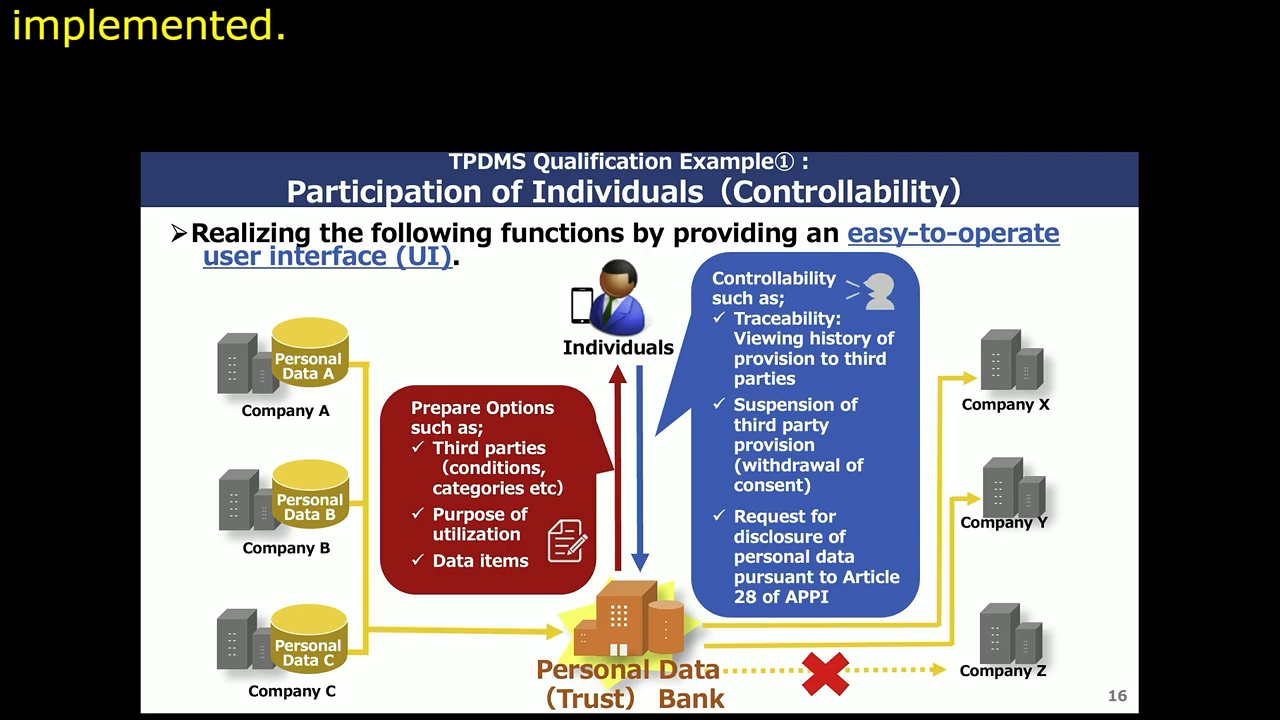 implemented.
TPDMS Qualification Example① :
Participation of Individuals（Controllability）
➢Realizing the following functions by providing an easy-to-operate
user interface (UI).
Individuals
Personal
Data A
Company A
Personal
Data B
Company B
Personal
Data C
Company C
Prepare Options
such as;
✓ Third parties
（conditions,
categories etc）
✓ Purpose of
utilization
✓ Data items
Controllability
such as;
✓ Traceability:
Viewing history of
provision to third
parties
✓ Suspension of
third party
provision
(withdrawal of
consent)
✓ Request for
disclosure of
personal data
pursuant to Article
28 of APPI
Company X
Company Y
Company Z
Personal Data
（Trust） Bank
16